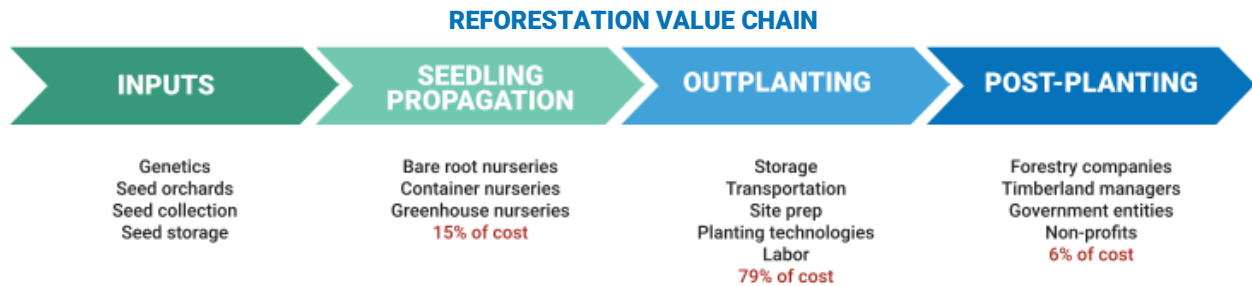 REFORESTATION VALUE CHAIN
INPUTS
Genetics
Seed orchards
Seed collection
Seed storage
SEEDLING
PROPAGATION
Bare root nurseries
Container nurseries
Greenhouse nurseries
15% of cost
OUTPLANTING
Storage
Transportation
Site prep
Planting technologies
Labor
79% of cost
POST-PLANTING
Forestry companies
Timberland managers
Government entities
Non-profits
6% of cost